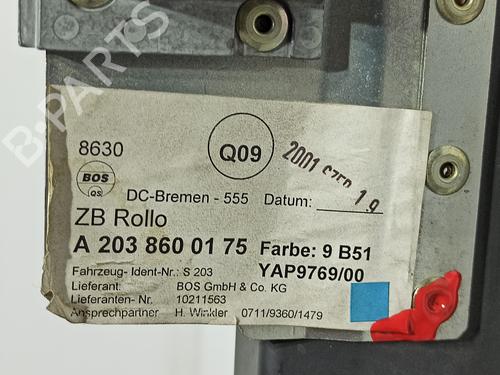 B-PARTS
8630
Q09
BOS
QS
DC-Bremen - 555 Datum:
ZB Rollo
A 203 860 01 75 Farbe: 9 B51
Fahrzeug- Ident-Nr.: S 203 YAP9769/00
Lieferant: BOS GmbH & Co. KG
Lieferanten- Nr. 10211563
Ansprechpartner H. Winkler 0711/9360/1479